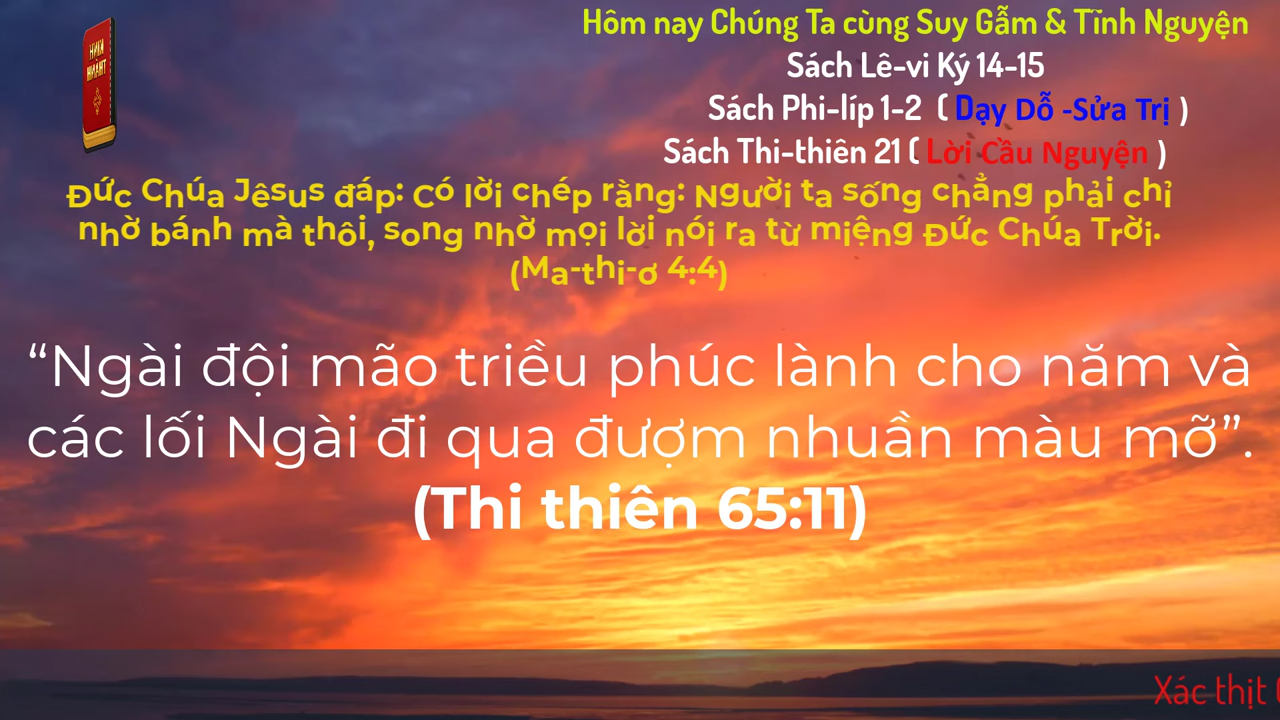 Hôm nay Chúng Ta cùng Suy Gẫm & Tĩnh Nguyện
Sách Lê-vi Ký 14-15
Sách Phi-líp 1-2 ( Dạy Dỗ -Sửa Trị )
Sách Thi-thiên 21 ( Lời Cầu Nguyện )
KINH
THÁNH
Đức Chúa Jêsus đáp: Có lời chép rằng: Người ta sống chẳng phải chỉ
nhờ bánh mà thôi, song nhờ mọi lời nói ra từ miệng Đức Chúa Trời.
(Ma-thi-ơ 4:4)
“Ngài đội mão triều phúc lành cho năm và
các lối Ngài đi qua đượm nhuần màu mỡ”.
(Thi thiên 65:11)
Xác thịt